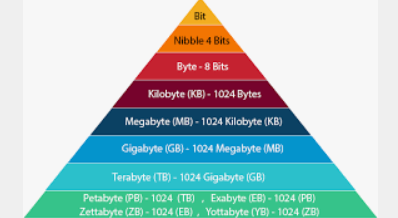 Bit
Nibble 4 Bits
Byte - 8 Bits
Kilobyte (KB) - 1024 Bytes
Megabyte (MB) - 1024 Kilobyte (KB)
Gigabyte (GB) - 1024 Megabyte (MB)
Terabyte (TB) - 1024 Gigabyte (GB)
Petabyte (PB) - 1024 (TB) , Exabyte (EB) - 1024 (PB)
Zettabyte (ZB) - 1024 (EB) , Yottabyte (YB) - 1024 (ZB)